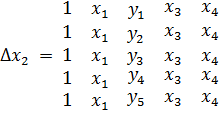 1 x₁ y₁ x₃ x₄
1 x₁ y₂ x₃ x₄
Δx₂ = 1 x₁ y₃ x₃ x₄
1 x₁ y₄ x₃ x₄
1 x₁ y₅ x₃ x₄